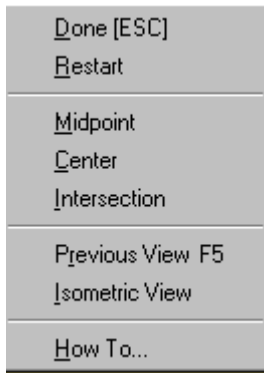 Done [ESC]
Restart
Midpoint
Center
Intersection
Previous View F5
Isometric View
How To...